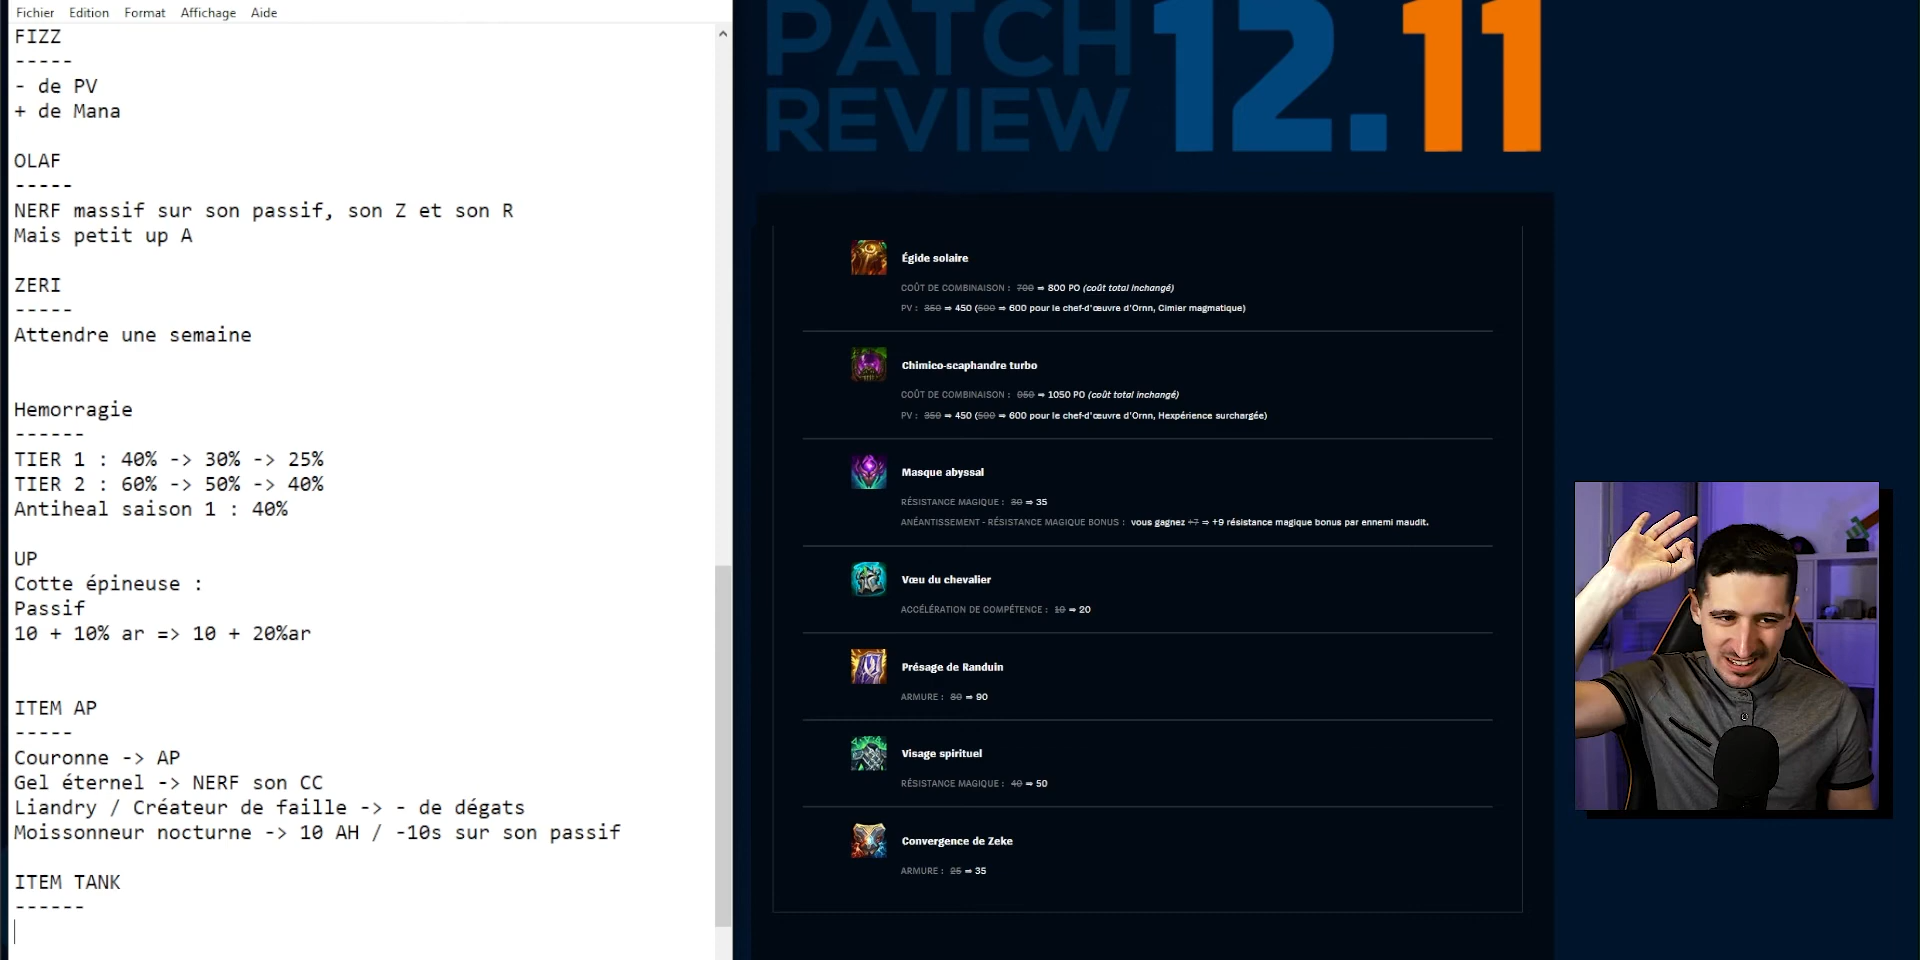 Fichier Edition Format Affichage Aide
FIZZ
-----
- de PV
+ de Mana
OLAF
-----
NERF massif sur son passif, son Z et son R
Mais petit up A
ZERI
-----
Attendre une semaine
Hemorragie
------
TIER 1 : 40% -> 30% -> 25%
TIER 2 : 60% -> 50% -> 40%
Antiheal saison 1 : 40%
UP
Cotte épineuse :
Passif
10 + 10% ar => 10 + 20%ar
ITEM AP
-----
Couronne -> AP
Gel éternel -> NERF son CC
Liandry / Créateur de faille -> - de dégats
Moissonneur nocturne -> 10 AH / -10s sur son passif
ITEM TANK
------
PATCH
REVIEW
12.11
Égide solaire
COÛT DE COMBINAISON : 700 ⇒ 800 PO (coût total inchangé)
PV : 350 ⇒ 450 (500 ⇒ 600 pour le chef-d'œuvre d'Ornn, Cimier magmatique)
Chimico-scaphandre turbo
COÛT DE COMBINAISON : 950 ⇒ 1050 PO (coût total inchangé)
PV : 350 ⇒ 450 (500 ⇒ 600 pour le chef-d'œuvre d'Ornn, Hexpérience surchargée)
Masque abyssal
RÉSISTANCE MAGIQUE : 30 ⇒ 35
ANÉANTISSEMENT - RÉSISTANCE MAGIQUE BONUS : vous gagnez +7 ⇒ +9 résistance magique bonus par ennemi maudit.
Vœu du chevalier
ACCÉLÉRATION DE COMPÉTENCE : 10 ⇒ 20
Présage de Randuin
ARMURE : 80 ⇒ 90
Visage spirituel
RÉSISTANCE MAGIQUE : 40 ⇒ 50
Convergence de Zeke
ARMURE : 25 ⇒ 35